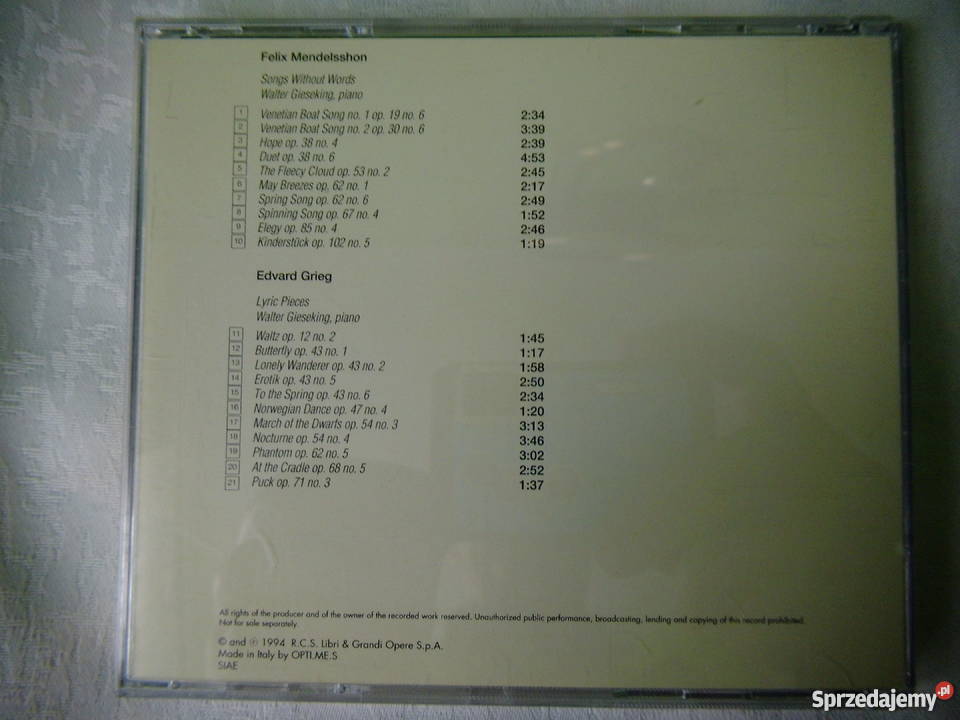 Felix Mendelsshon
Songs Without Words
Walter Gieseking, piano
1 Venetian Boat Song no. 1 op. 19 no. 6 2:34
2 Venetian Boat Song no. 2 op. 30 no. 6 3:39
3 Hope op. 38 no. 4 2:39
4 Duet op. 38 no. 6 4:53
5 The Fleecy Cloud op. 53 no. 2 2:45
6 May Breezes op. 62 no. 1 2:17
7 Spring Song op. 62 no. 6 2:49
8 Spinning Song op. 67 no. 4 1:52
9 Elegy op. 85 no. 4 2:46
10 Kinderstück op. 102 no. 5 1:19
Edvard Grieg
Lyric Pieces
Walter Gieseking, piano
11 Waltz op. 12 no. 2 1:45
12 Butterfly op. 43 no. 1 1:17
13 Lonely Wanderer op. 43 no. 2 1:58
14 Erotik op. 43 no. 5 2:50
15 To the Spring op. 43 no. 6 2:34
16 Norwegian Dance op. 47 no. 4 1:20
17 March of the Dwarfs op. 54 no. 3 3:13
18 Nocturne op. 54 no. 4 3:46
19 Phantom op. 62 no. 5 3:02
20 At the Cradle op. 68 no. 5 2:52
21 Puck op. 71 no. 3 1:37
All rights of the producer and of the owner of the recorded work reserved. Unauthorized public performance, broadcasting, lending and copying of this record prohibited.
Not for sale separately.
© and ℗ 1994 R.C.S. Libri & Grandi Opere S.p.A.
Made in Italy by OPTI.ME.S
SIAE
Sprzedajemy.pl